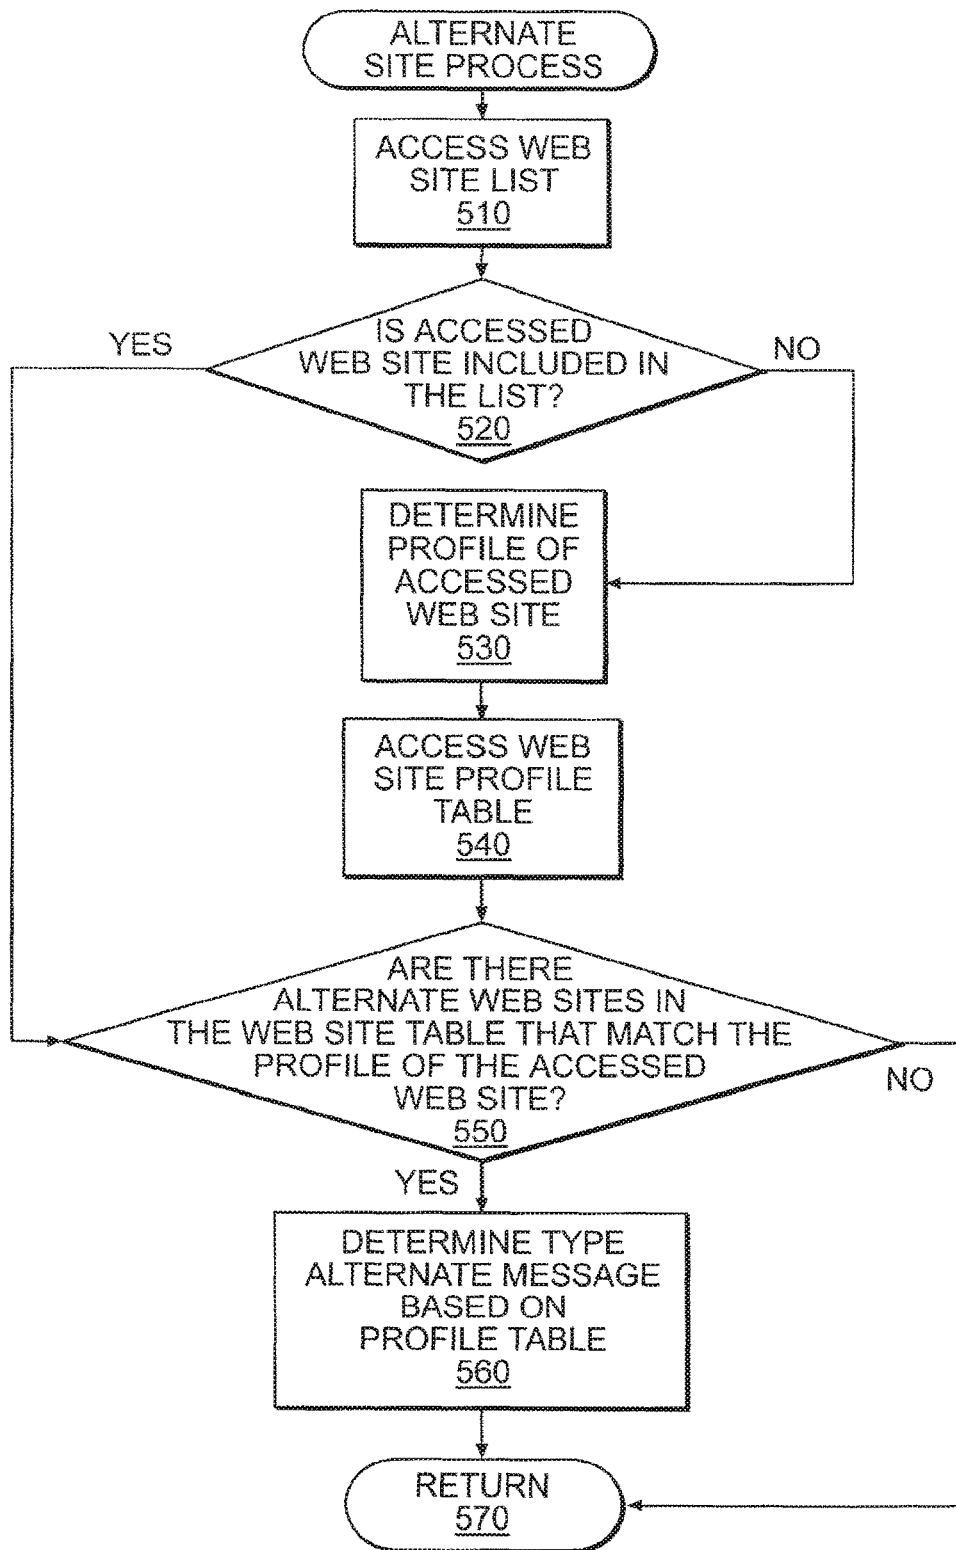 ALTERNATE
SITE PROCESS
ACCESS WEB
SITE LIST
510
YES
IS ACCESSED
WEB SITE INCLUDED IN
THE LIST?
520
NO
DETERMINE
PROFILE OF
ACCESSED
WEB SITE
530
ACCESS WEB
SITE PROFILE
TABLE
540
ARE THERE
ALTERNATE WEB SITES IN
THE WEB SITE TABLE THAT MATCH THE
PROFILE OF THE ACCESSED
WEB SITE?
550
NO
YES
DETERMINE TYPE
ALTERNATE MESSAGE
BASED ON
PROFILE TABLE
560
RETURN
570